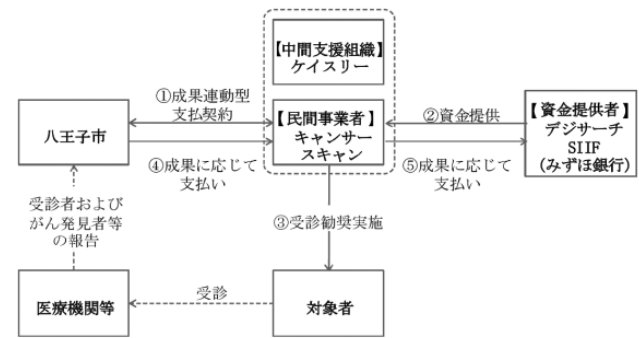 【中間支援組織】
ケイスリー
①成果連動型
支払契約
八王子市
【民間事業者】
キャンサー
スキャン
②資金提供
【資金提供者】
デジサーチ
SIIF
(みずほ銀行)
④成果に応じて
支払い
⑤成果に応じて
支払い
受診者および
がん発見者等
の報告
③受診勧奨実施
医療機関等
受診
対象者